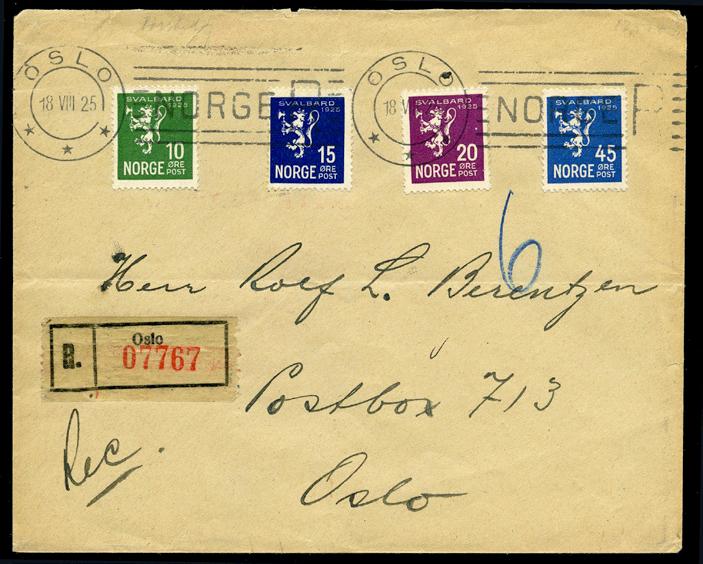 OSLO
18 VIII 25
NORGE
OSLO
18 V
NO
SVALBARD
1925
10
NORGE ØRE
POST
SVALBARD
1925
15
NORGE ØRE
POST
SVALBARD
1925
20
NORGE ØRE
POST
SVALBARD
1925
45
NORGE ØRE
POST
6
Herr Rolf L. Berentzen
R.
Oslo
07767
Postbox 713
Rec.
Oslo